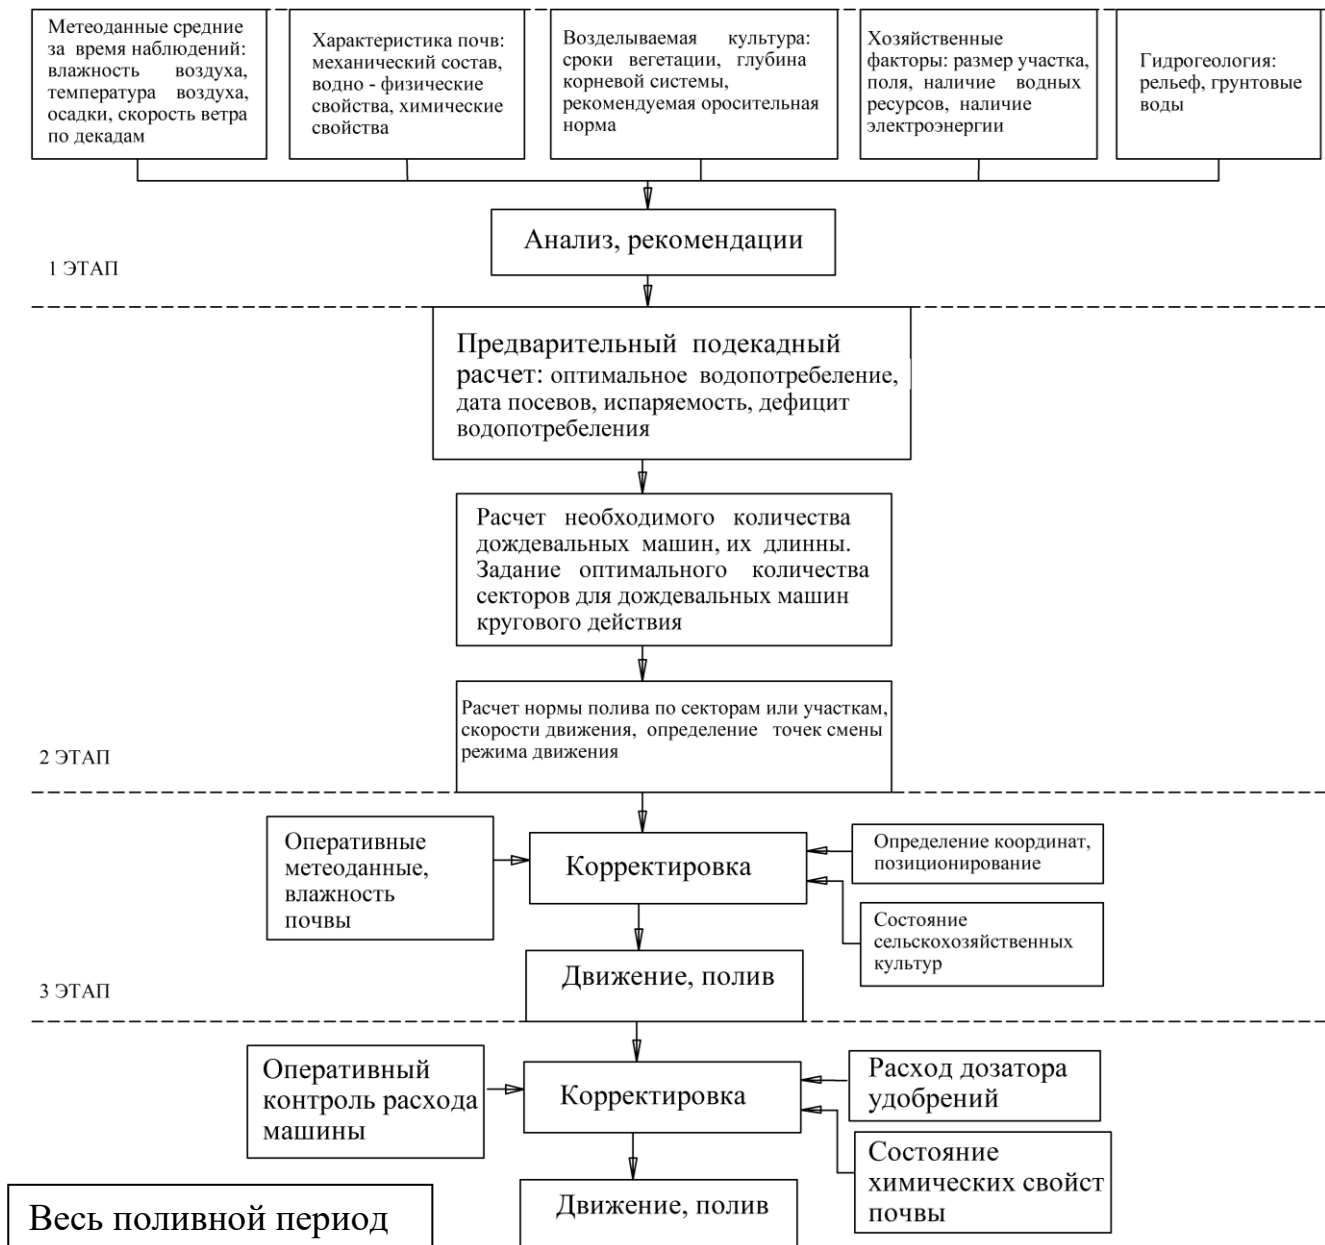 Метеоданные средние
за время наблюдений:
влажность воздуха,
температура воздуха,
осадки, скорость ветра
по декадам
Характеристика почв:
механический состав,
водно - физические
свойства, химические
свойства
Возделываемая культура:
сроки вегетации, глубина
корневой системы,
рекомендуемая оросительная
норма
Хозяйственные
факторы: размер участка,
поля, наличие водных
ресурсов, наличие
электроэнергии
Гидрогеология:
рельеф, грунтовые
воды
Анализ, рекомендации
1 ЭТАП
Предварительный подекадный
расчет: оптимальное водопотребеление,
дата посевов, испаряемость, дефицит
водопотребеления
Расчет необходимого количества
дождевальных машин, их длинны.
Задание оптимального количества
секторов для дождевальных машин
кругового действия
Расчет нормы полива по секторам или участкам,
скорости движения, определение точек смены
режима движения
2 ЭТАП
Оперативные
метеоданные,
влажность
почвы
Корректировка
Определение координат,
позиционирование
Состояние
сельскохозяйственных
культур
Движение, полив
3 ЭТАП
Оперативный
контроль расхода
машины
Корректировка
Расход дозатора
удобрений
Состояние
химических свойст
почвы
Движение, полив
Весь поливной период